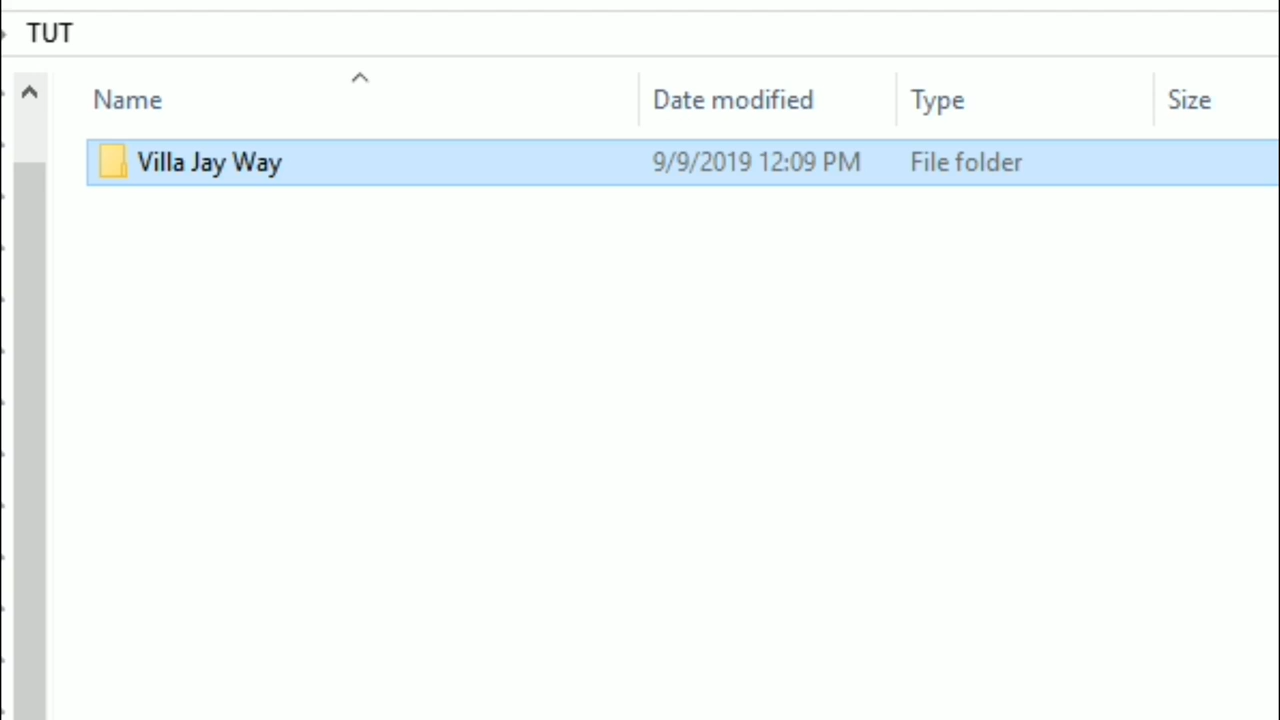 TUT
Name Date modified Type Size
Villa Jay Way 9/9/2019 12:09 PM File folder